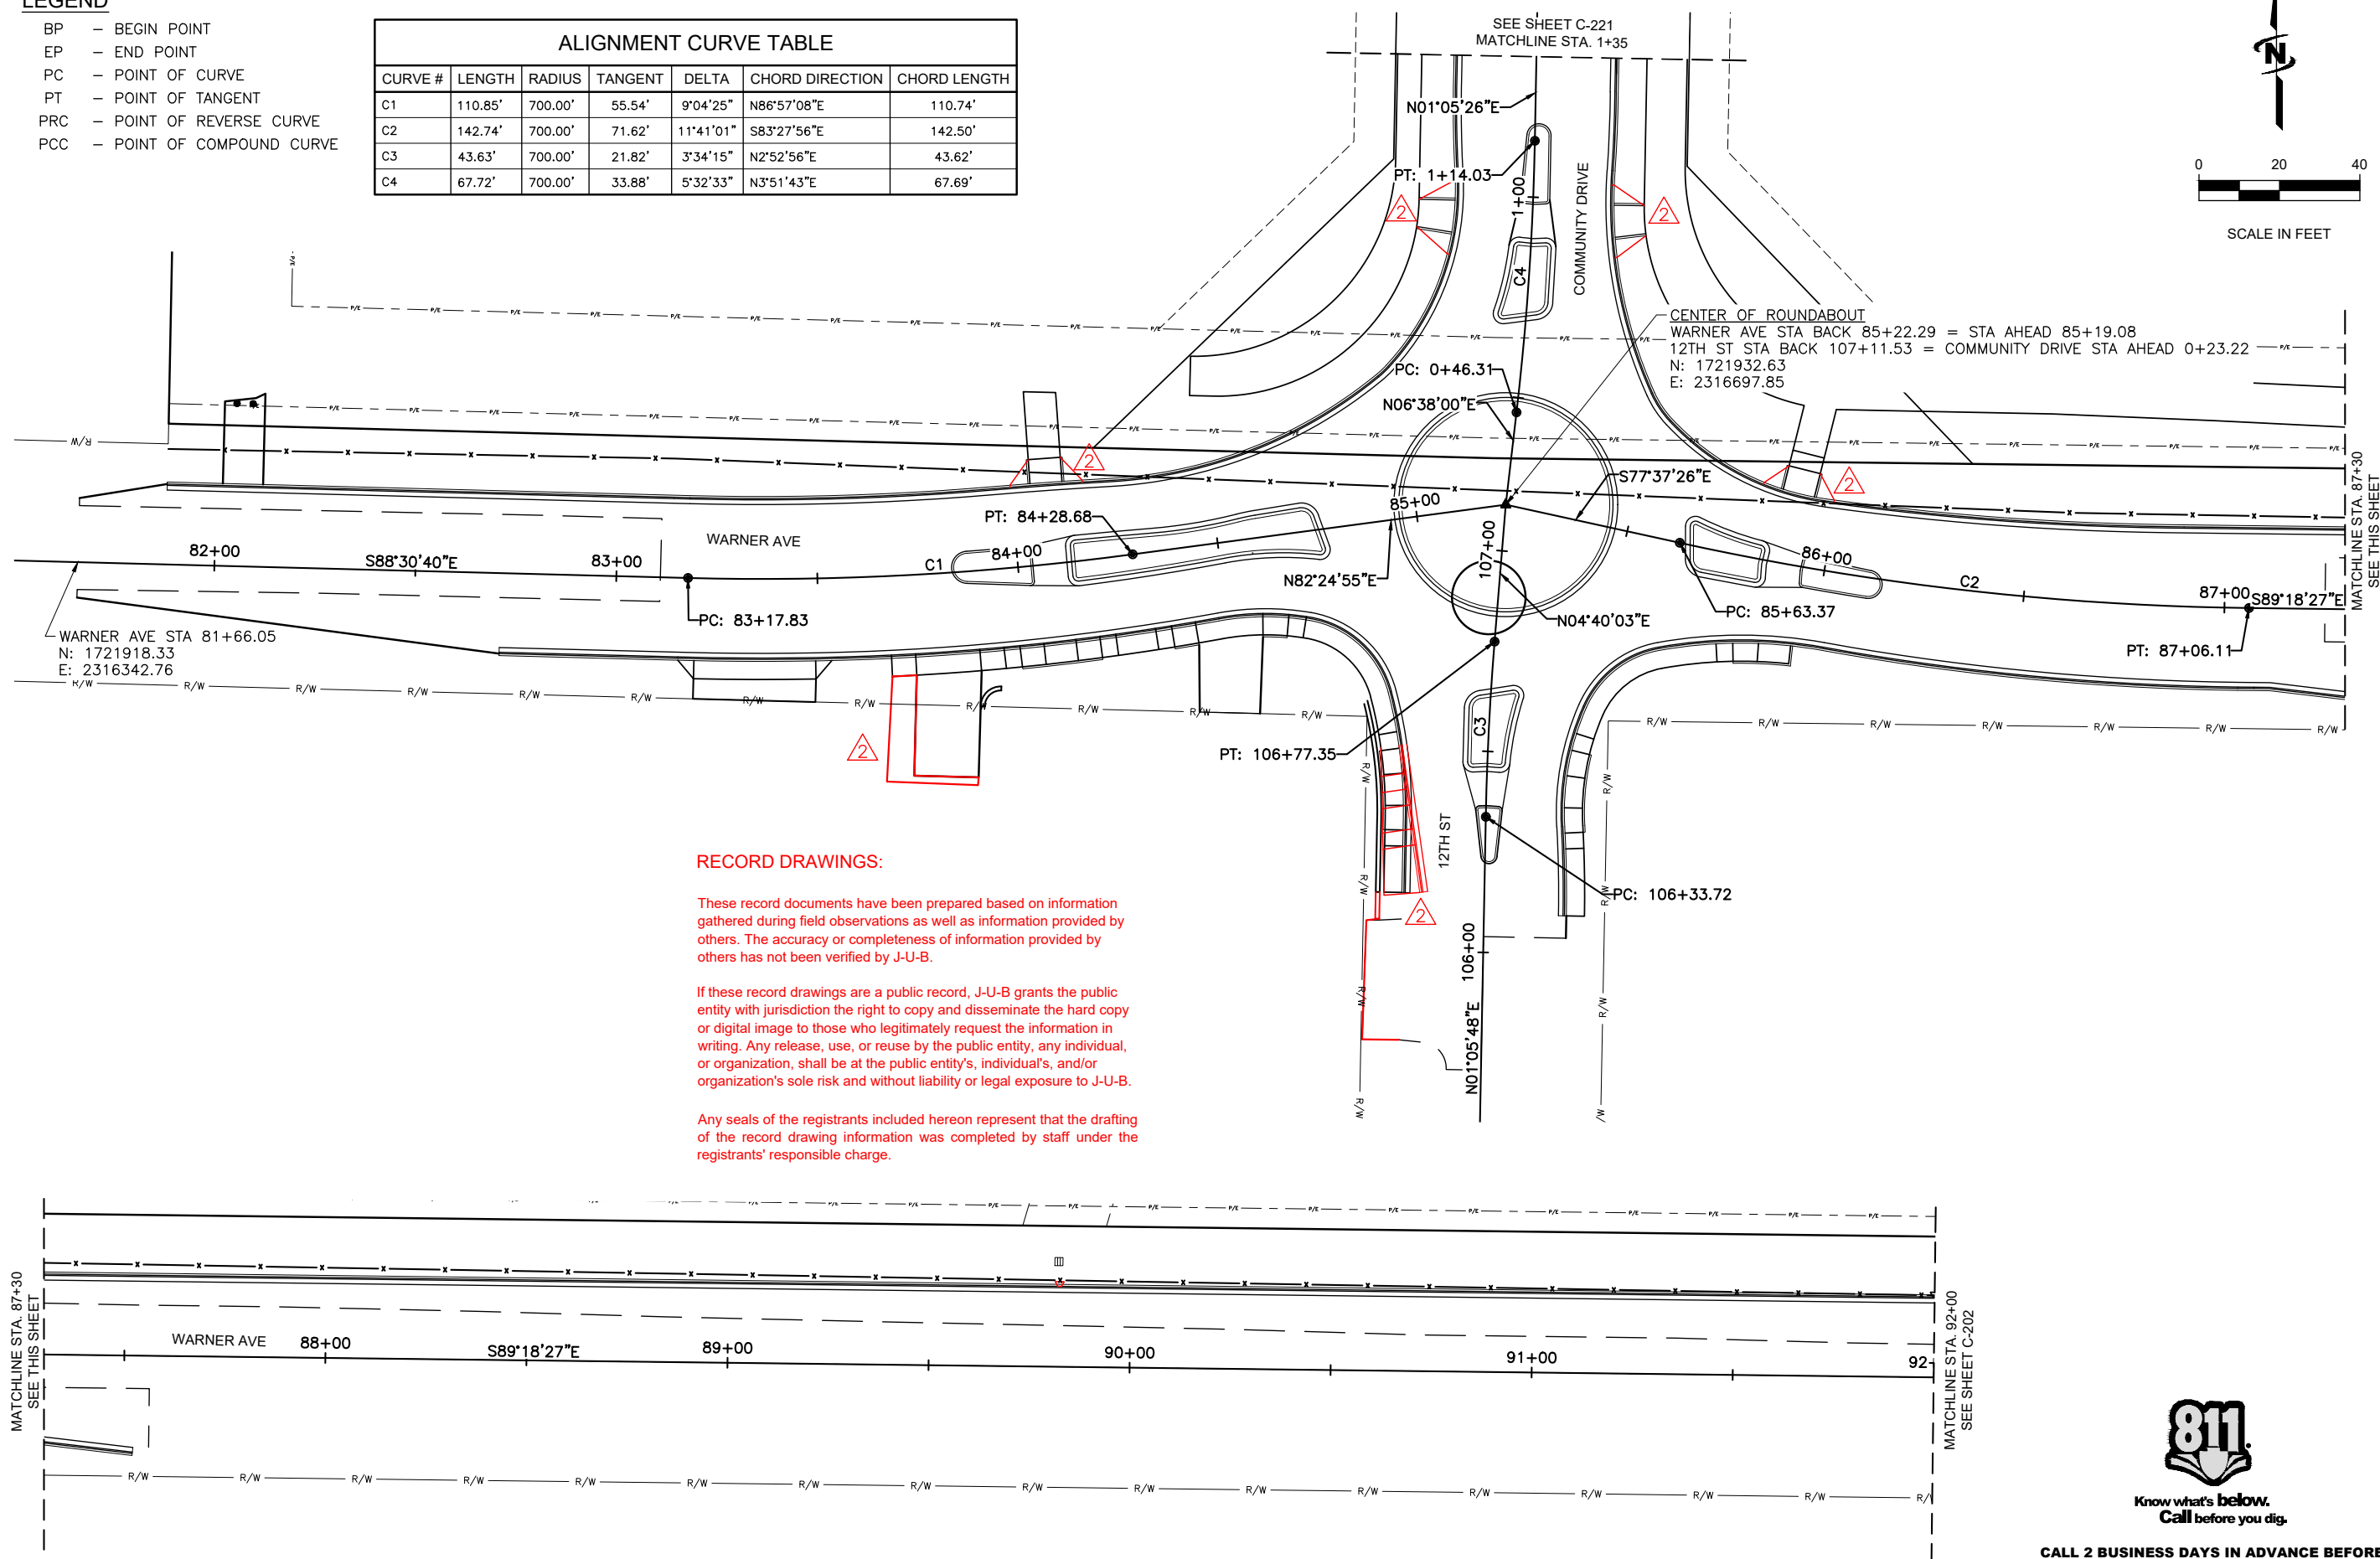 LEGEND
BP – BEGIN POINT
EP – END POINT
PC – POINT OF CURVE
PT – POINT OF TANGENT
PRC – POINT OF REVERSE CURVE
PCC – POINT OF COMPOUND CURVE
ALIGNMENT CURVE TABLE
CURVE # LENGTH RADIUS TANGENT DELTA CHORD DIRECTION CHORD LENGTH
C1 110.85' 700.00' 55.54' 9°04'25" N86°57'08"E 110.74'
C2 142.74' 700.00' 71.62' 11°41'01" S83°27'56"E 142.50'
C3 43.63' 700.00' 21.82' 3°34'15" N2°52'56"E 43.62'
C4 67.72' 700.00' 33.88' 5°32'33" N3°51'43"E 67.69'
SEE SHEET C-221
MATCHLINE STA. 1+35
N
0 20 40
SCALE IN FEET
N01°05'26"E
PT: 1+14.03
1+00
COMMUNITY DRIVE
C4
2
2
CENTER OF ROUNDABOUT
WARNER AVE STA BACK 85+22.29 = STA AHEAD 85+19.08
12TH ST STA BACK 107+11.53 = COMMUNITY DRIVE STA AHEAD 0+23.22
N: 1721932.63
E: 2316697.85
PC: 0+46.31
N06°38'00"E
S77°37'26"E
2
2
85+00
PT: 84+28.68
WARNER AVE
82+00
S88°30'40"E
83+00
C1
84+00
107+00
N82°24'55"E
86+00
C2
87+00
S89°18'27"E
MATCHLINE STA. 87+30
SEE THIS SHEET
PC: 83+17.83
N04°40'03"E
PC: 85+63.37
PT: 87+06.11
WARNER AVE STA 81+66.05
N: 1721918.33
E: 2316342.76
R/W R/W R/W R/W R/W R/W R/W R/W R/W R/W R/W R/W
R/W R/W R/W R/W R/W R/W R/W
2
PT: 106+77.35
C3
12TH ST
PC: 106+33.72
2
106+00
N01°05'48"E
RECORD DRAWINGS:
These record documents have been prepared based on information
gathered during field observations as well as information provided by
others. The accuracy or completeness of information provided by
others has not been verified by J-U-B.
If these record drawings are a public record, J-U-B grants the public
entity with jurisdiction the right to copy and disseminate the hard copy
or digital image to those who legitimately request the information in
writing. Any release, use, or reuse by the public entity, any individual,
or organization, shall be at the public entity's, individual's, and/or
organization's sole risk and without liability or legal exposure to J-U-B.
Any seals of the registrants included hereon represent that the drafting
of the record drawing information was completed by staff under the
registrants' responsible charge.
MATCHLINE STA. 87+30
SEE THIS SHEET
WARNER AVE
88+00
S89°18'27"E
89+00
90+00
91+00
92
MATCHLINE STA. 92+00
SEE SHEET C-202
R/W R/W R/W R/W R/W R/W R/W R/W R/W R/W R/W R/W R/W R/W R/W R/W R/
811
Know what's below.
Call before you dig.
CALL 2 BUSINESS DAYS IN ADVANCE BEFORE